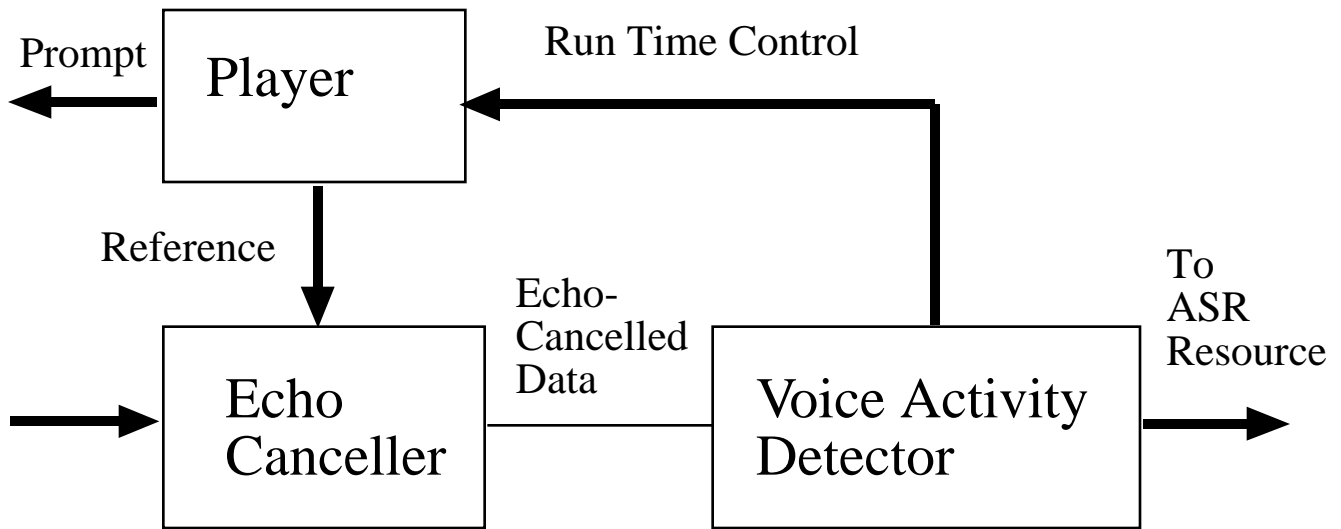 Prompt
Player
Run Time Control
Reference
Echo-
Cancelled
Data
To
ASR
Resource
Echo
Canceller
Voice Activity
Detector